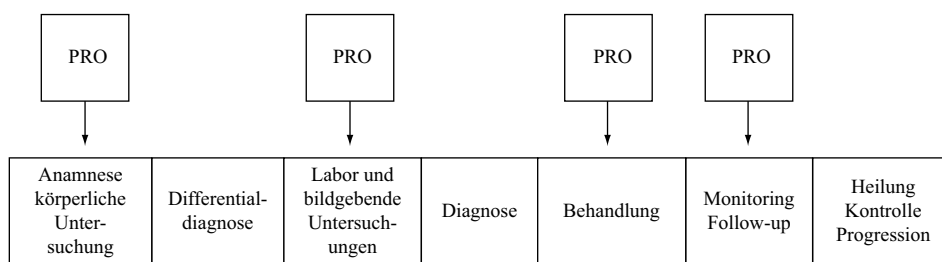 PRO
PRO
PRO
PRO
Anamnese
körperliche
Unter-
suchung
Differential-
diagnose
Labor und
bildgebende
Untersuch-
ungen
Diagnose
Behandlung
Monitoring
Follow-up
Heilung
Kontrolle
Progression